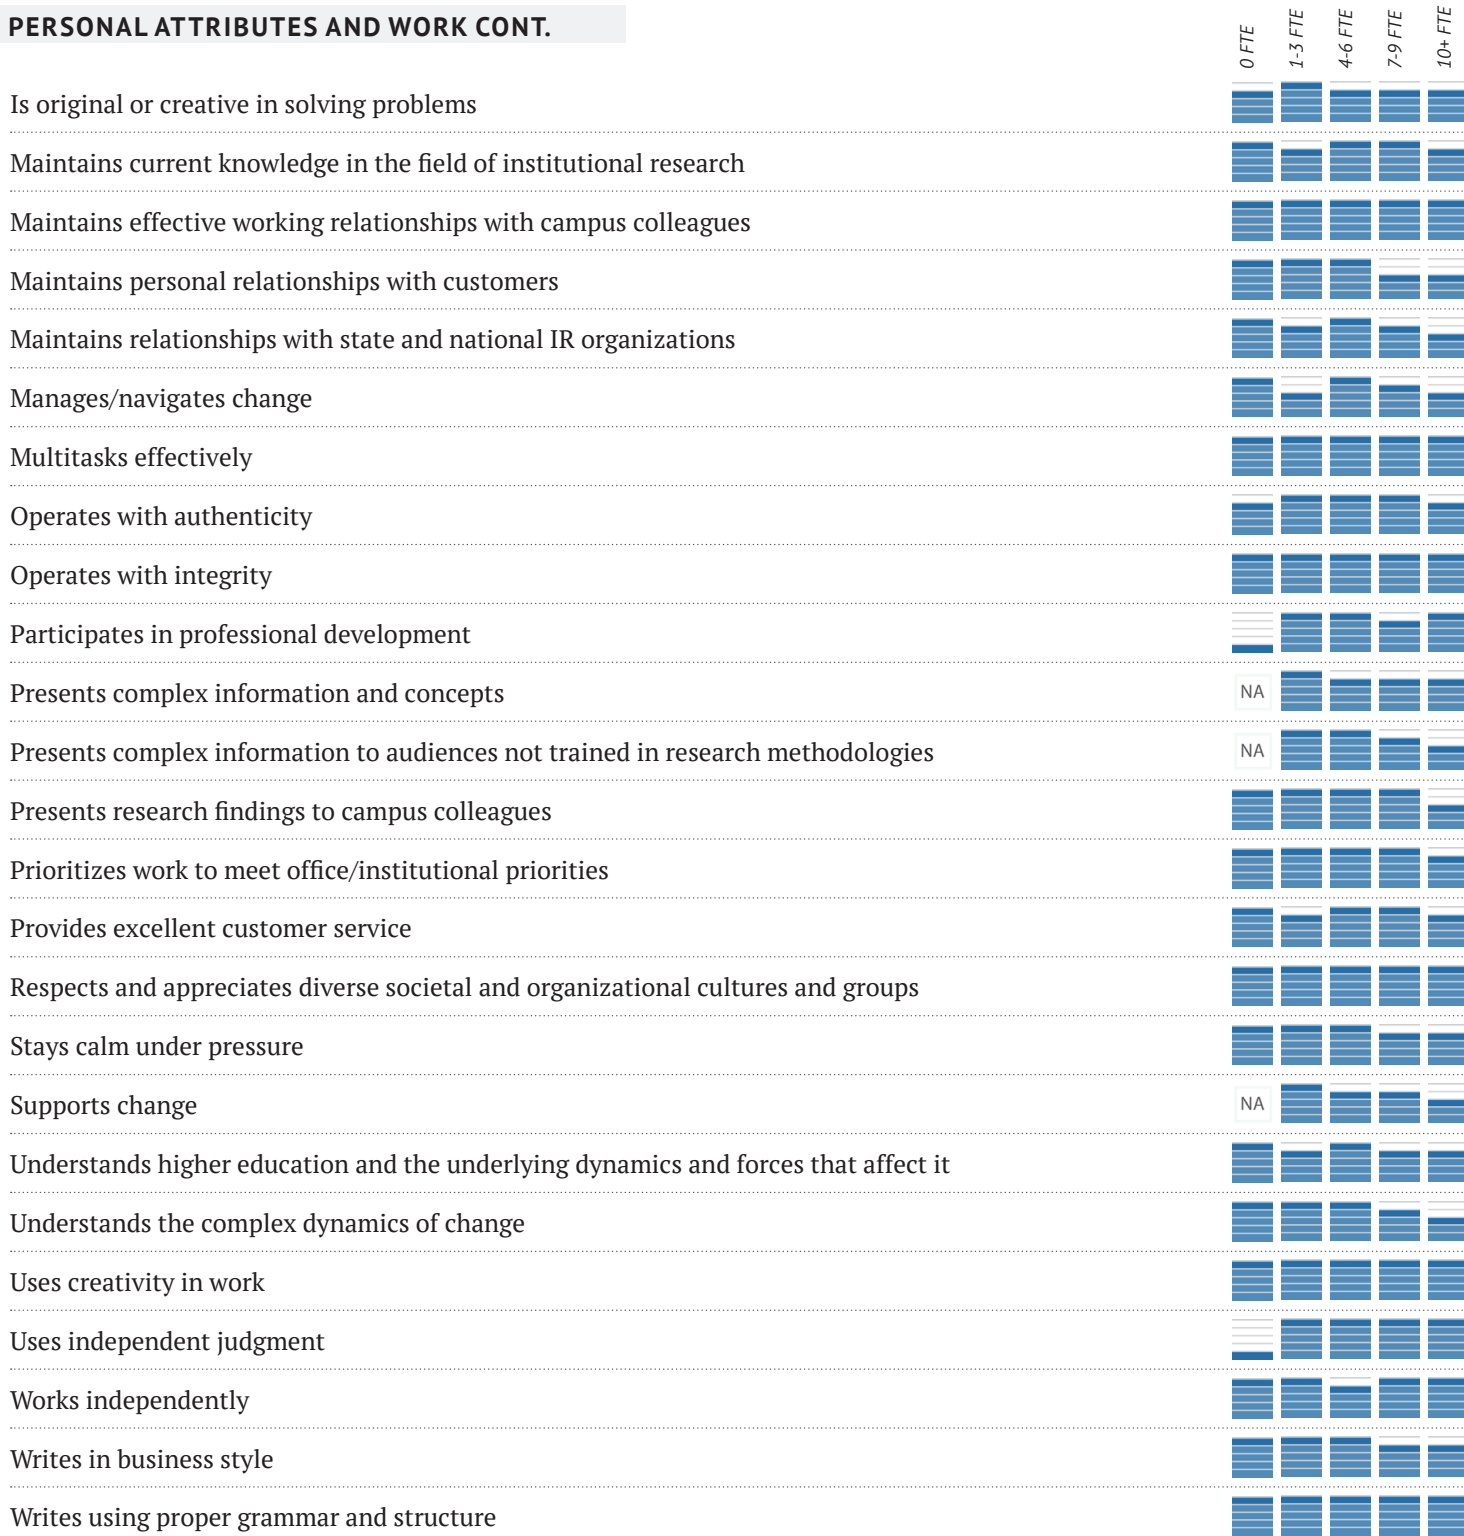 PERSONAL ATTRIBUTES AND WORK CONT.
0 FTE
1-3 FTE
4-6 FTE
7-9 FTE
10+ FTE
Is original or creative in solving problems
Maintains current knowledge in the field of institutional research
Maintains effective working relationships with campus colleagues
Maintains personal relationships with customers
Maintains relationships with state and national IR organizations
Manages/navigates change
Multitasks effectively
Operates with authenticity
Operates with integrity
Participates in professional development
Presents complex information and concepts
NA
Presents complex information to audiences not trained in research methodologies
NA
Presents research findings to campus colleagues
Prioritizes work to meet office/institutional priorities
Provides excellent customer service
Respects and appreciates diverse societal and organizational cultures and groups
Stays calm under pressure
Supports change
NA
Understands higher education and the underlying dynamics and forces that affect it
Understands the complex dynamics of change
Uses creativity in work
Uses independent judgment
Works independently
Writes in business style
Writes using proper grammar and structure